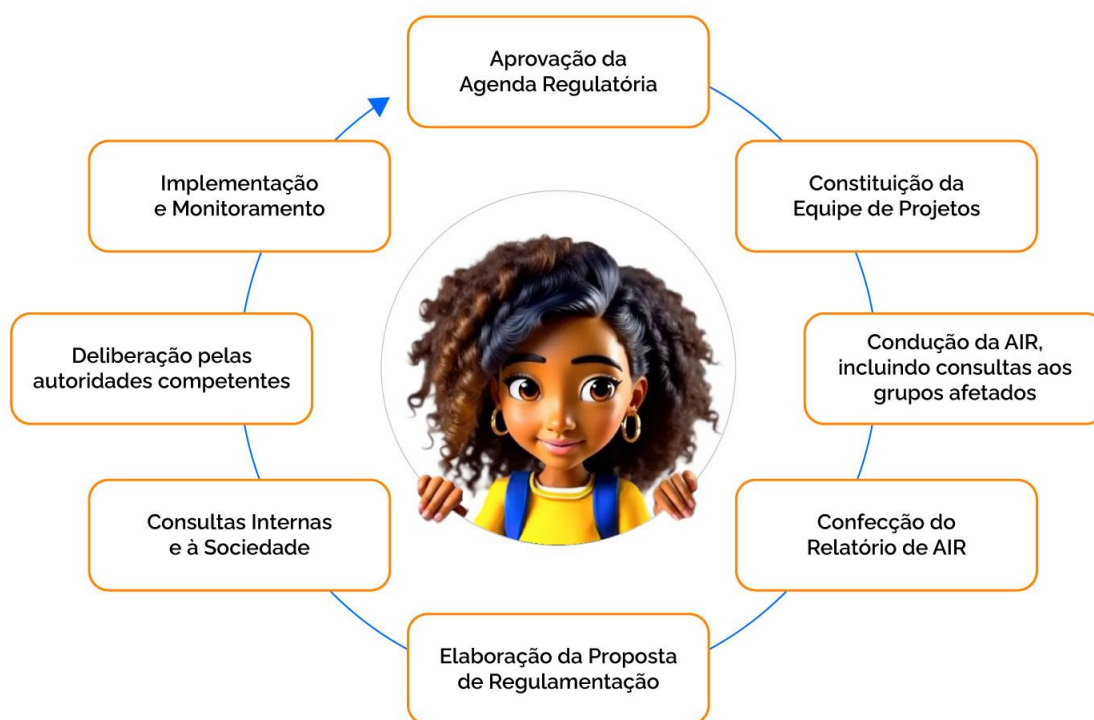 Aprovação da
Agenda Regulatória
Constituição da
Equipe de Projetos
Condução da AIR,
incluindo consultas aos
grupos afetados
Confecção do
Relatório de AIR
Elaboração da Proposta
de Regulamentação
Consultas Internas
e à Sociedade
Deliberação pelas
autoridades competentes
Implementação
e Monitoramento